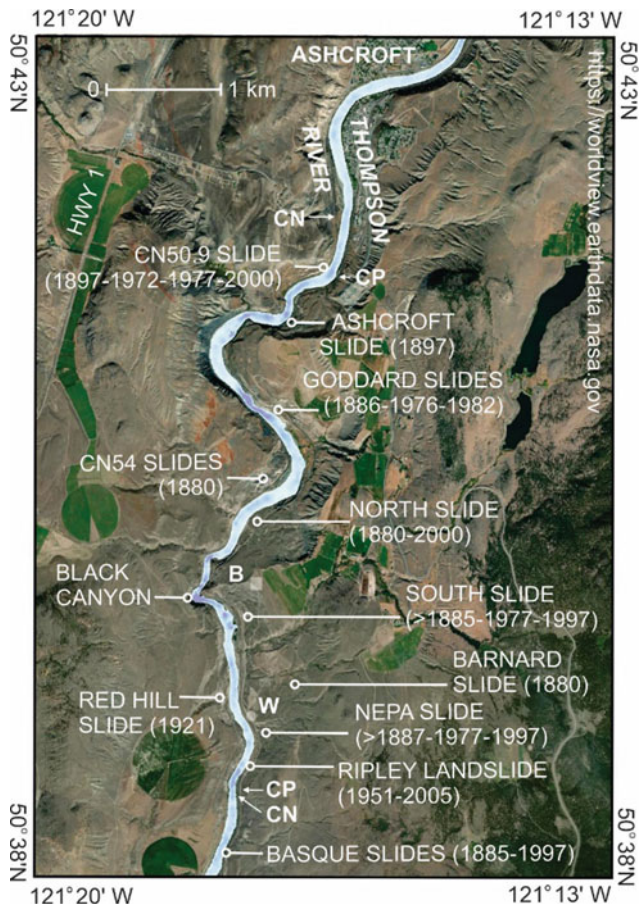 121° 20' W
121° 13' W
50° 43'N
50° 43'N
ASHCROFT
0
1 km
https://worldview.earthdata.nasa.gov
HWY 1
RIVER
THOMPSON
CN
CN50.9 SLIDE
(1897-1972-1977-2000)
CP
ASHCROFT
SLIDE (1897)
GODDARD SLIDES
(1886-1976-1982)
CN54 SLIDES
(1880)
NORTH SLIDE
(1880-2000)
B
BLACK
CANYON
SOUTH SLIDE
(>1885-1977-1997)
BARNARD
SLIDE (1880)
RED HILL
SLIDE (1921)
W
NEPA SLIDE
(>1887-1977-1997)
RIPLEY LANDSLIDE
(1951-2005)
CP
CN
BASQUE SLIDES (1885-1997)
50° 38'N
50° 38'N
121° 20' W
121° 13' W